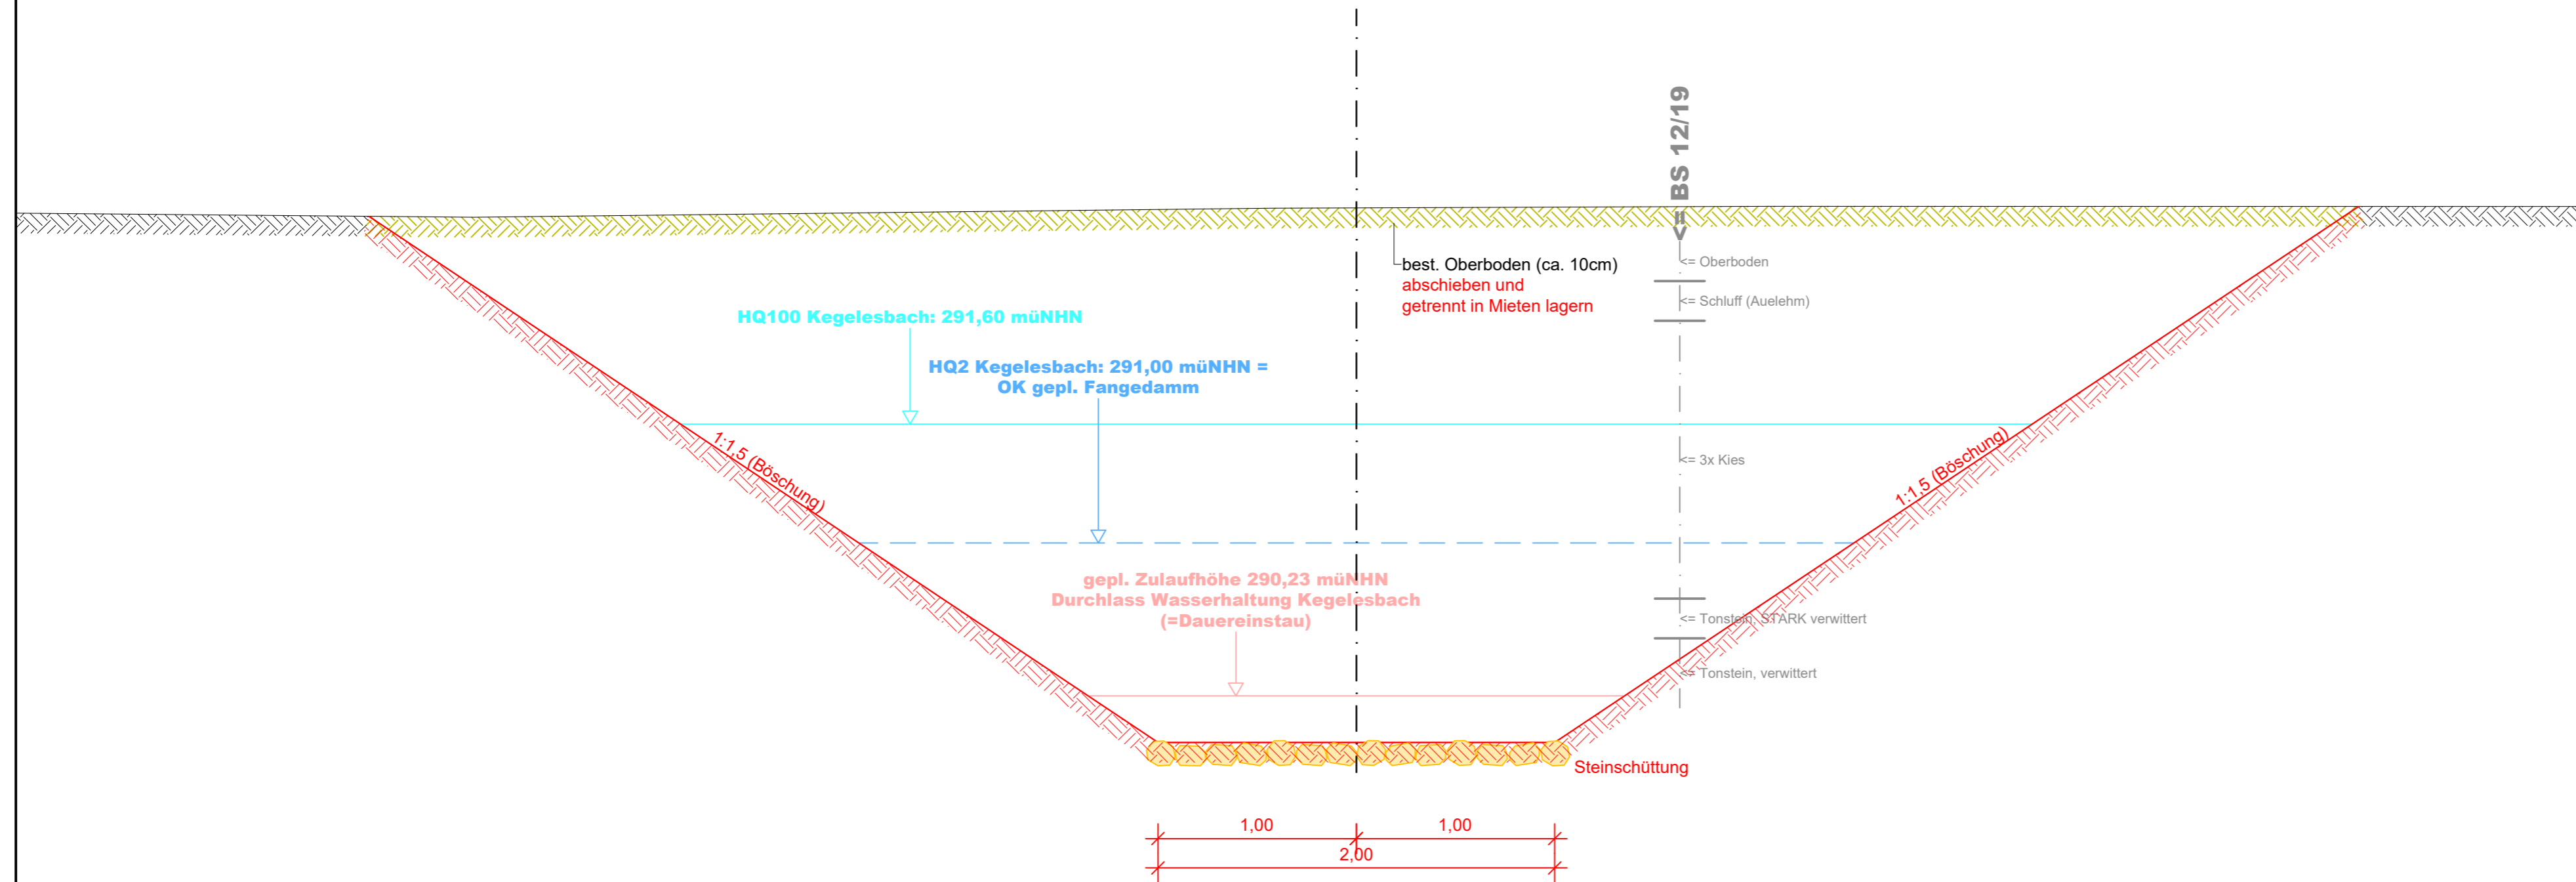 <= BS 12/19
best. Oberboden (ca. 10cm)
abschieben und
getrennt in Mieten lagern
<= Oberboden
<= Schluff (Auelehm)
HQ100 Kegelesbach: 291,60 müNHN
HQ2 Kegelesbach: 291,00 müNHN =
OK gepl. Fangedamm
1:1,5 (Böschung)
<= 3x Kies
1:1,5 (Böschung)
gepl. Zulaufhöhe 290,23 müNHN
Durchlass Wasserhaltung Kegelesbach
(=Dauereinstau)
<= Tonstein, STARK verwittert
<= Tonstein, verwittert
Steinschüttung
1,00
1,00
2,00